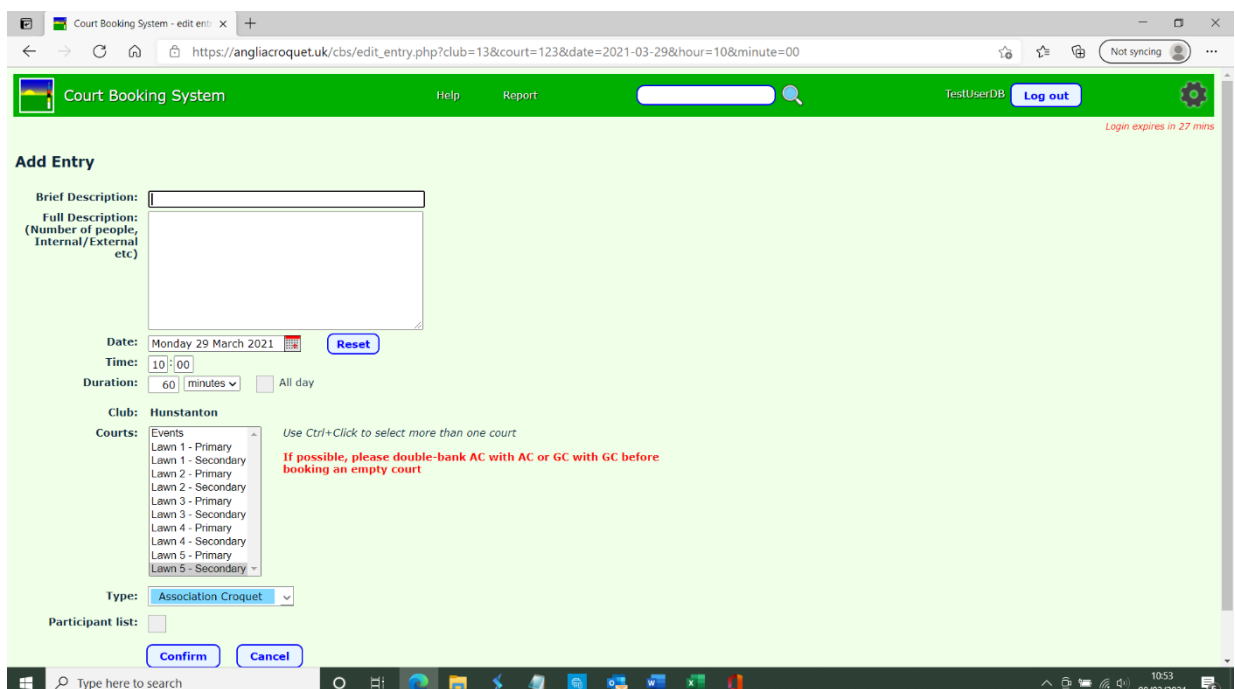 Court Booking System - edit ent
https://angliacroquet.uk/cbs/edit_entry.php?club=13&court=123&date=2021-03-29&hour=10&minute=00
Not syncing
Court Booking System
Help
Report
TestUserDB
Log out
Login expires in 27 mins
Add Entry
Brief Description:
Full Description:
(Number of people,
Internal/External
etc)
Date:
Monday 29 March 2021
Reset
Time:
10:00
Duration:
60
minutes
All day
Club:
Hunstanton
Courts:
Events
Lawn 1 - Primary
Lawn 1 - Secondary
Lawn 2 - Primary
Lawn 2 - Secondary
Lawn 3 - Primary
Lawn 3 - Secondary
Lawn 4 - Primary
Lawn 4 - Secondary
Lawn 5 - Primary
Lawn 5 - Secondary
Use Ctrl+Click to select more than one court
If possible, please double-bank AC with AC or GC with GC before
booking an empty court
Type:
Association Croquet
Participant list:
Confirm
Cancel
Type here to search
10:53